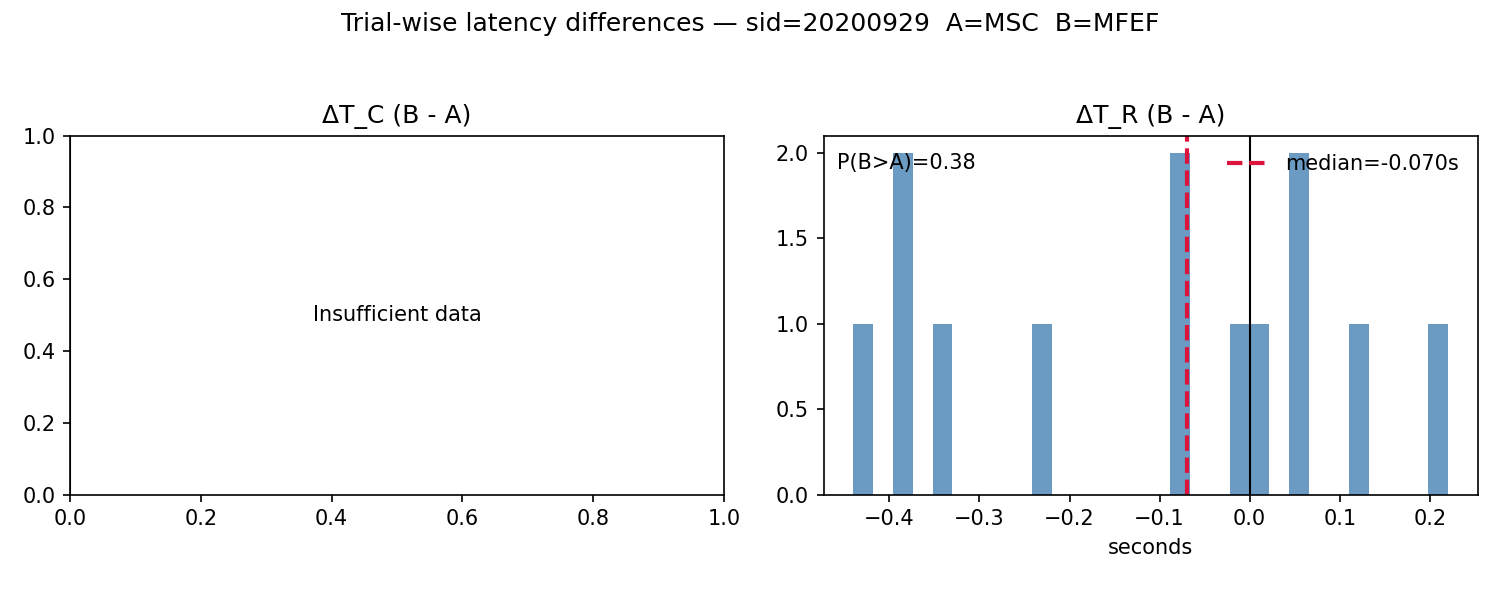 Trial-wise latency differences — sid=20200929  A=MSC  B=MFEF
ΔT_C (B - A)
1.0
0.8
0.6
0.4
0.2
0.0
Insufficient data
0.0 0.2 0.4 0.6 0.8 1.0
ΔT_R (B - A)
2.0
1.5
1.0
0.5
0.0
P(B>A)=0.38
median=-0.070s
−0.4 −0.3 −0.2 −0.1 0.0 0.1 0.2
seconds